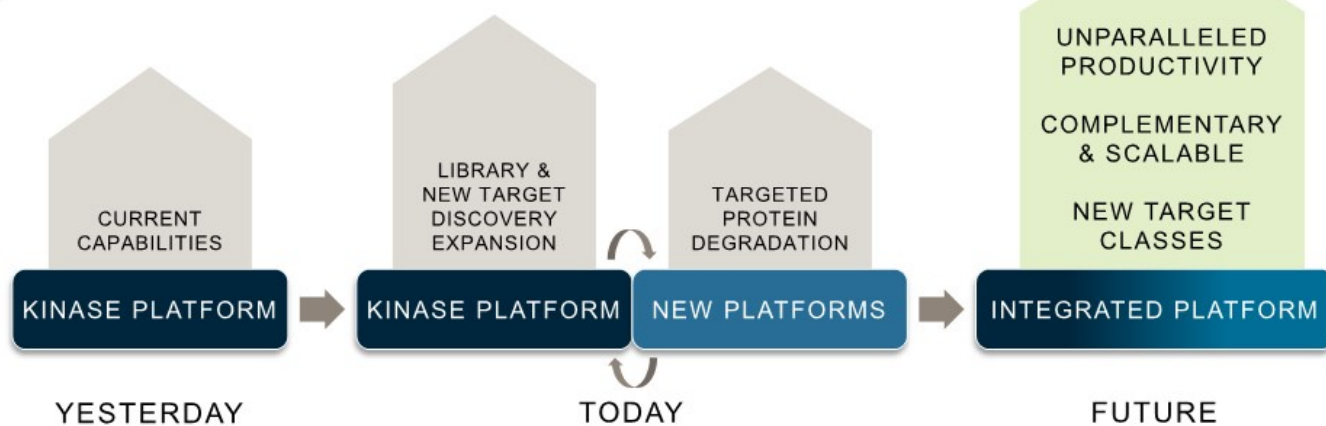 CURRENT
CAPABILITIES
KINASE PLATFORM
YESTERDAY
LIBRARY &
NEW TARGET
DISCOVERY
EXPANSION
KINASE PLATFORM
TARGETED
PROTEIN
DEGRADATION
NEW PLATFORMS
TODAY
UNPARALLELED
PRODUCTIVITY
COMPLEMENTARY
& SCALABLE
NEW TARGET
CLASSES
INTEGRATED PLATFORM
FUTURE